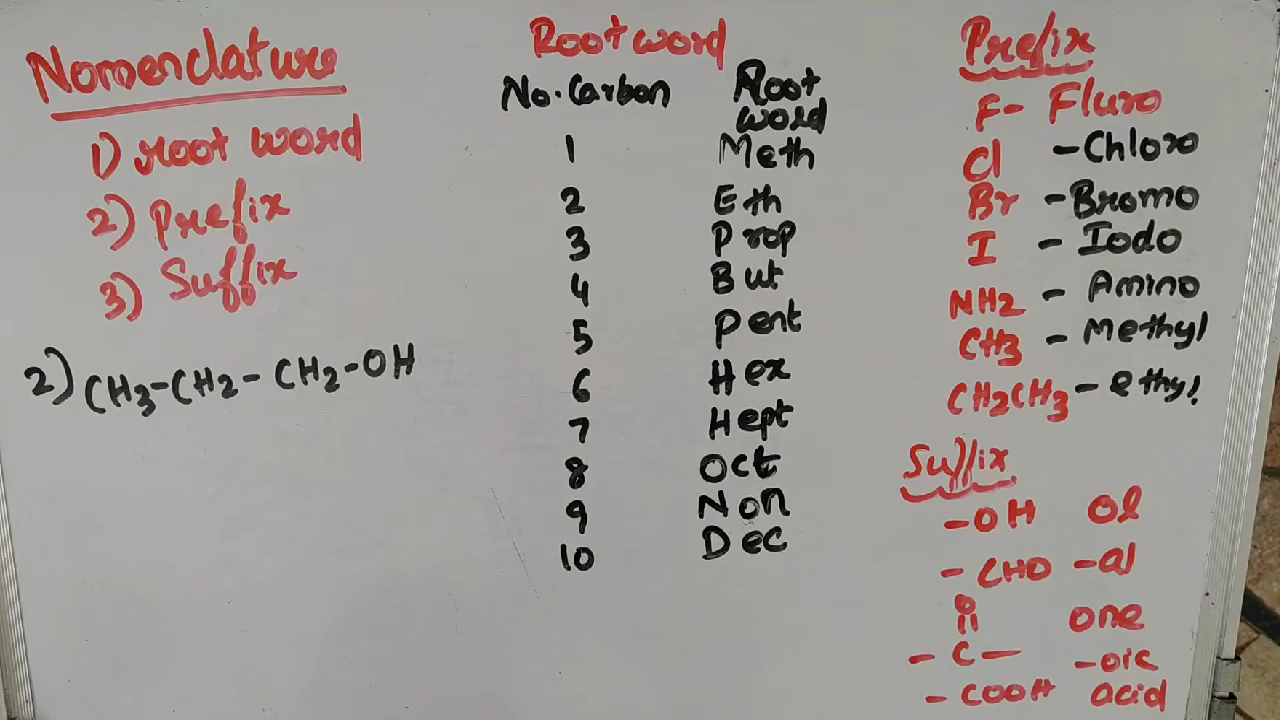 Nomenclature
1) root word
2) Prefix
3) Suffix
2) CH3-CH2-CH2-OH
Root word
No. Carbon Root word
1 Meth
2 Eth
3 Prop
4 But
5 Pent
6 Hex
7 Hept
8 Oct
9 Non
10 Dec
Prefix
F- Fluro
Cl -Chloro
Br -Bromo
I - Iodo
NH2 - Amino
CH3 - Methyl
CH2CH3 - ethyl
Suffix
-OH Ol
- CHO -al
O
|| one
- C -
-oic
- COOH acid